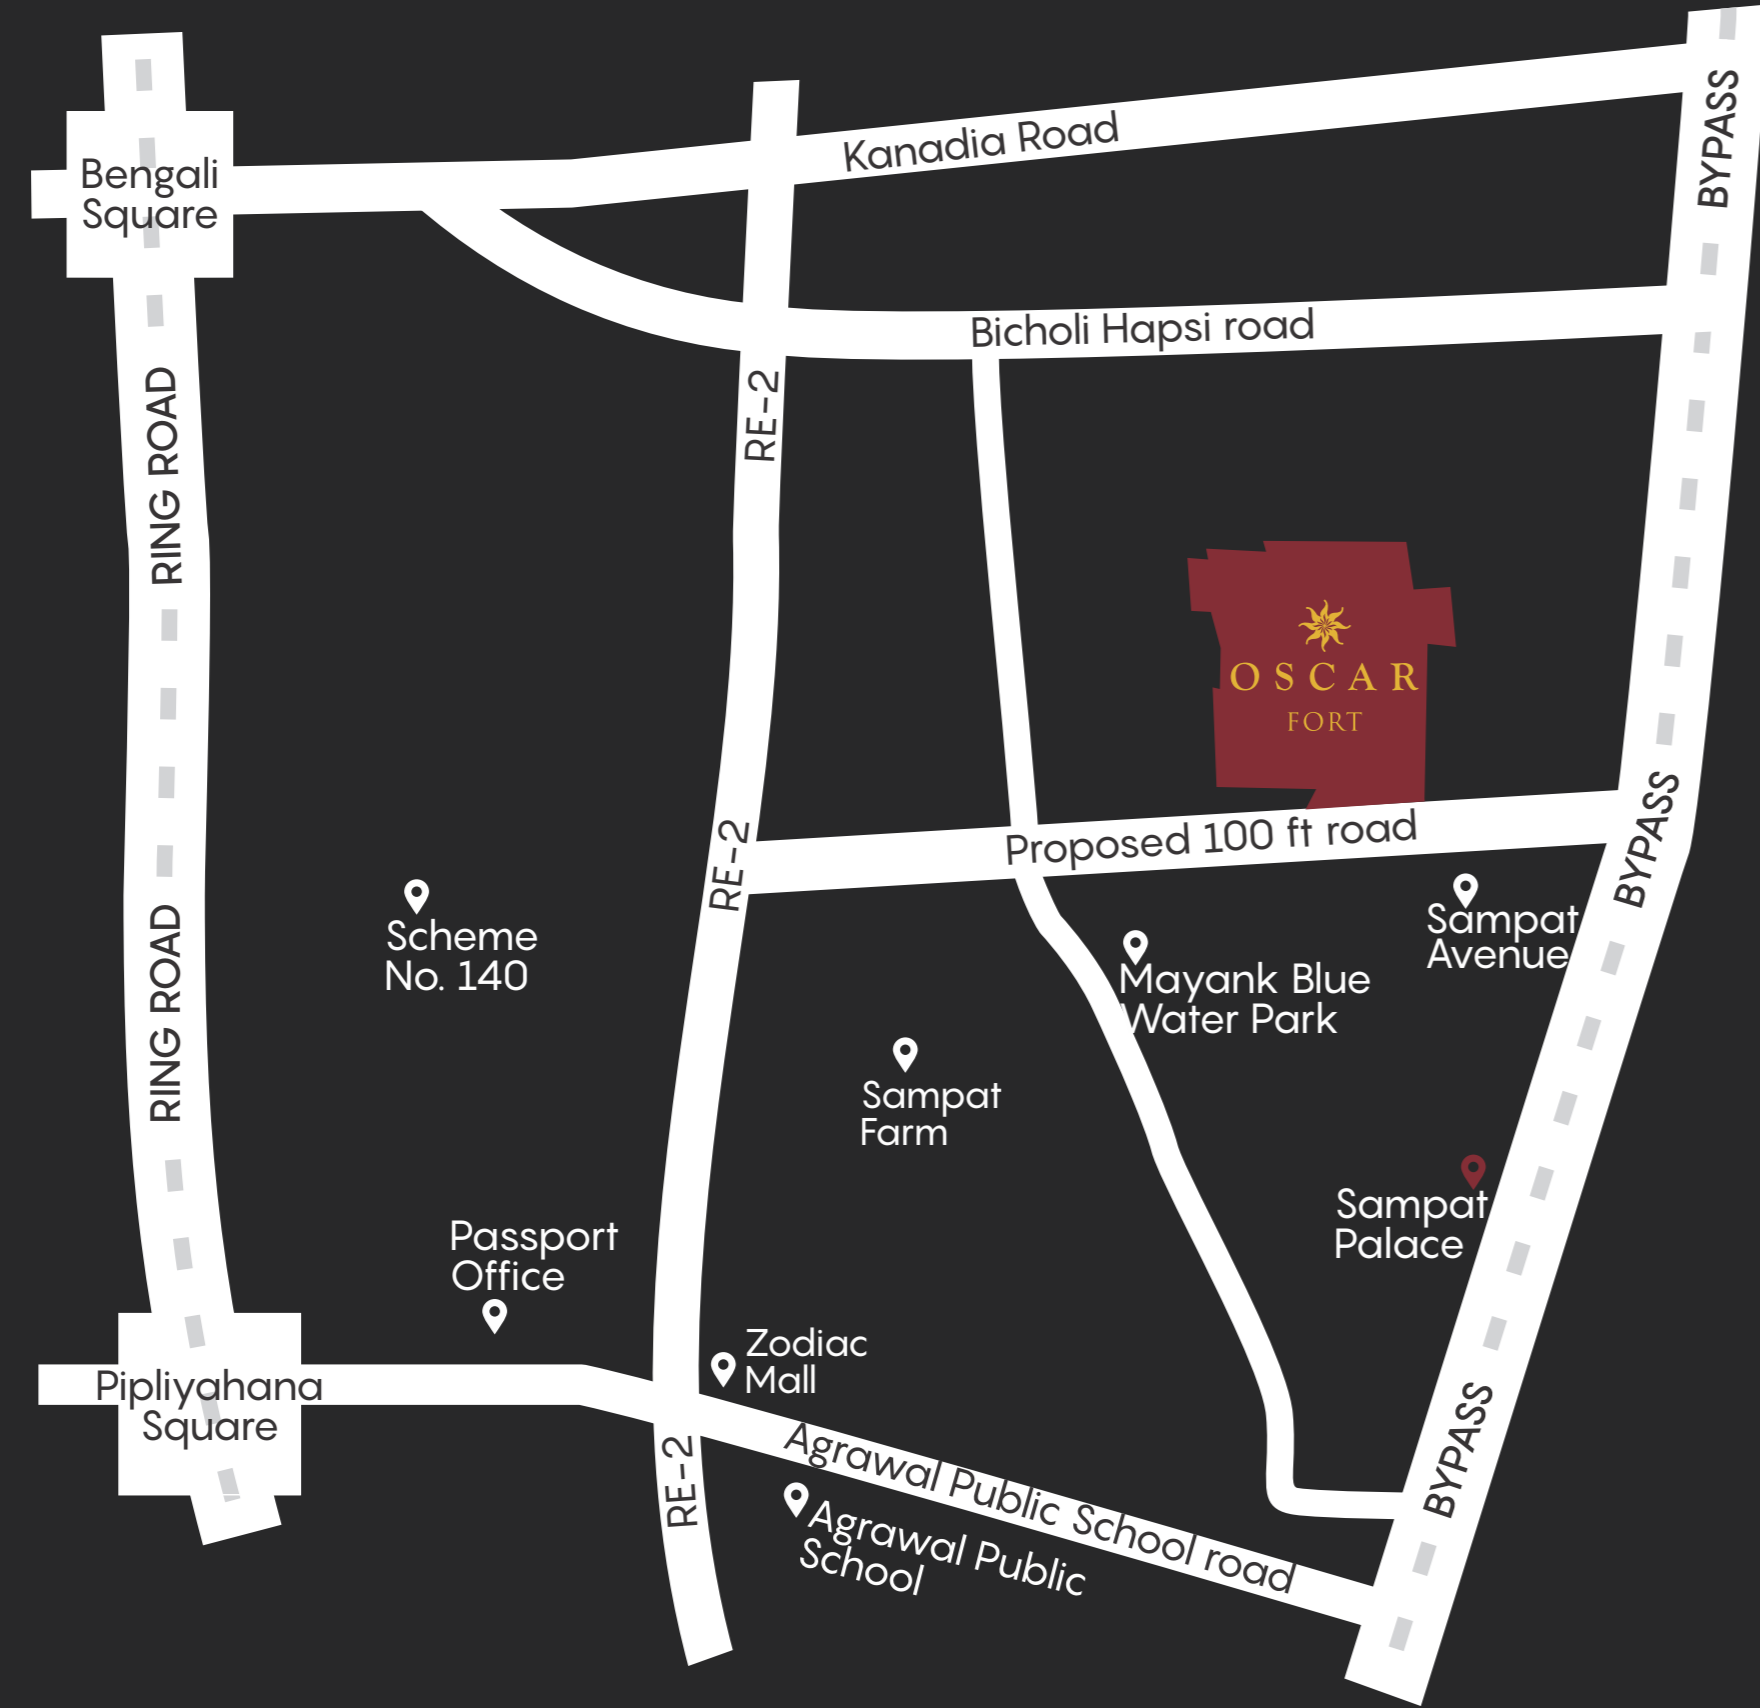 BYPASS
Kanadia Road
Bengali
Square
Bicholi Hapsi road
RING ROAD
RE-2
OSCAR
FORT
BYPASS
RE-2
Proposed 100 ft road
Scheme
No. 140
Sampat
Avenue
Mayank Blue
Water Park
RING ROAD
Sampat
Farm
Sampat
Palace
Passport
Office
Zodiac
Mall
Pipliyahana
Square
BYPASS
RE-2
Agrawal Public School road
Agrawal Public
School